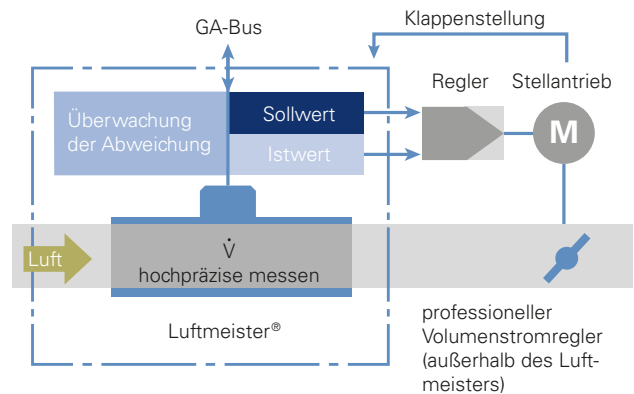 Klappenstellung
GA-Bus
Regler
Stellantrieb
Überwachung
der Abweichung
Sollwert
Istwert
M
Luft
V̇
hochpräzise messen
Luftmeister®
professioneller
Volumenstromregler
(außerhalb des Luft-
meisters)